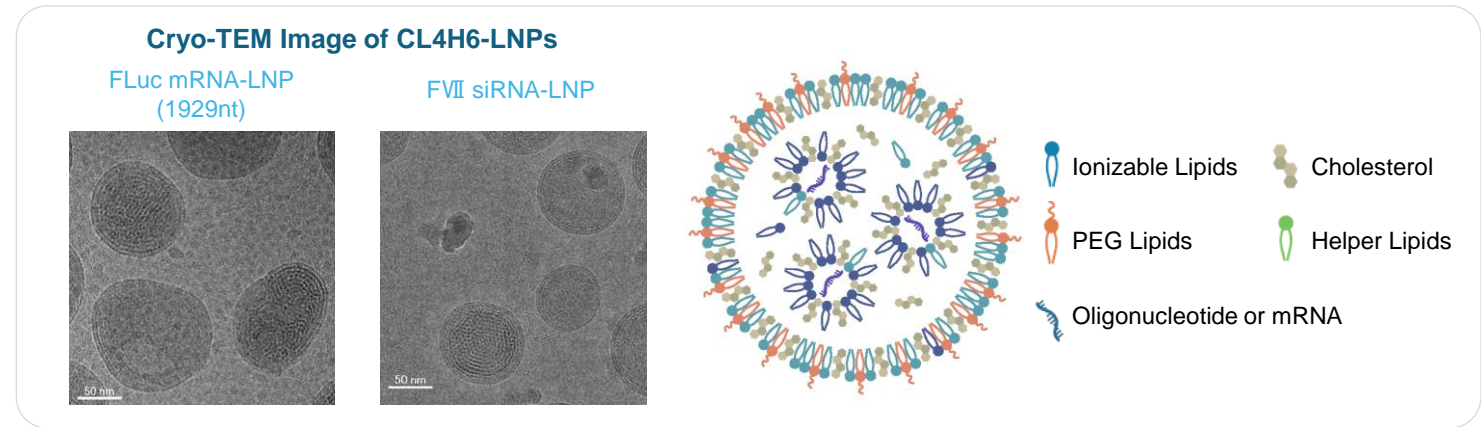 Cryo-TEM Image of CL4H6-LNPs
FLuc mRNA-LNP
(1929nt)
FⅦ siRNA-LNP
50 nm
50 nm
Ionizable Lipids
Cholesterol
PEG Lipids
Helper Lipids
Oligonucleotide or mRNA